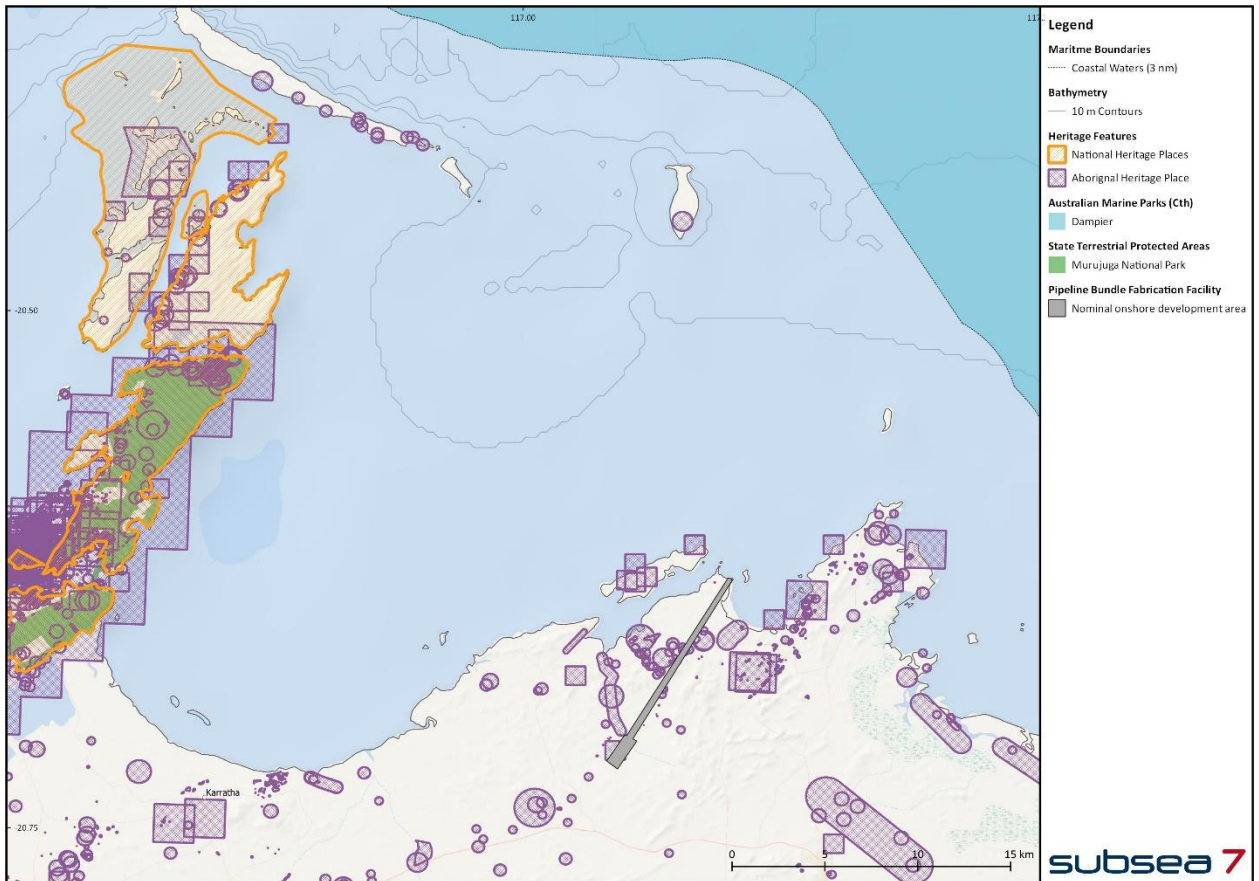 117.00
117.
Legend
Maritme Boundaries
Coastal Waters (3 nm)
Bathymetry
10 m Contours
Heritage Features
National Heritage Places
Aborignal Heritage Place
Australian Marine Parks (Cth)
Dampier
State Terrestrial Protected Areas
Murujuga National Park
Pipeline Bundle Fabrication Facility
Nominal onshore development area
-20.50
Karratha
-20.75
0 5 10 15 km
subsea 7